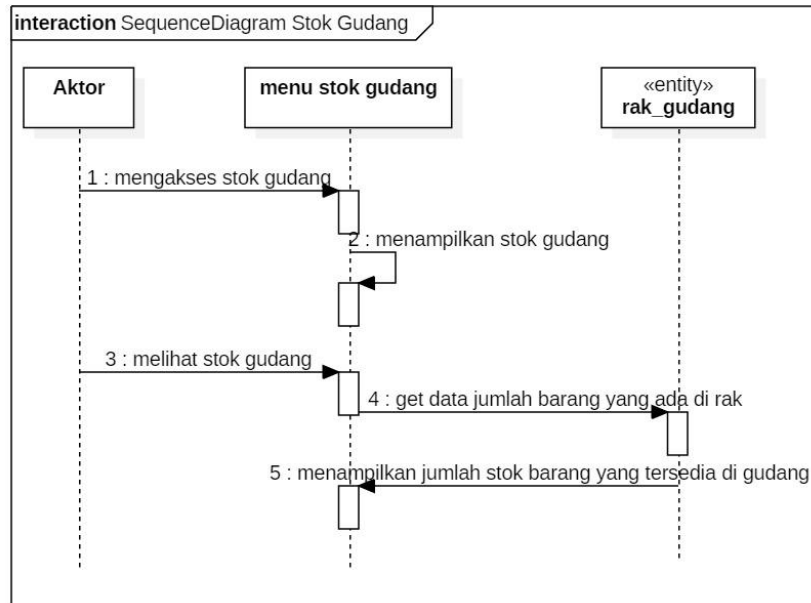 interaction SequenceDiagram Stok Gudang
Aktor
menu stok gudang
«entity»
rak_gudang
1 : mengakses stok gudang
2 : menampilkan stok gudang
3 : melihat stok gudang
4 : get data jumlah barang yang ada di rak
5 : menampilkan jumlah stok barang yang tersedia di gudang